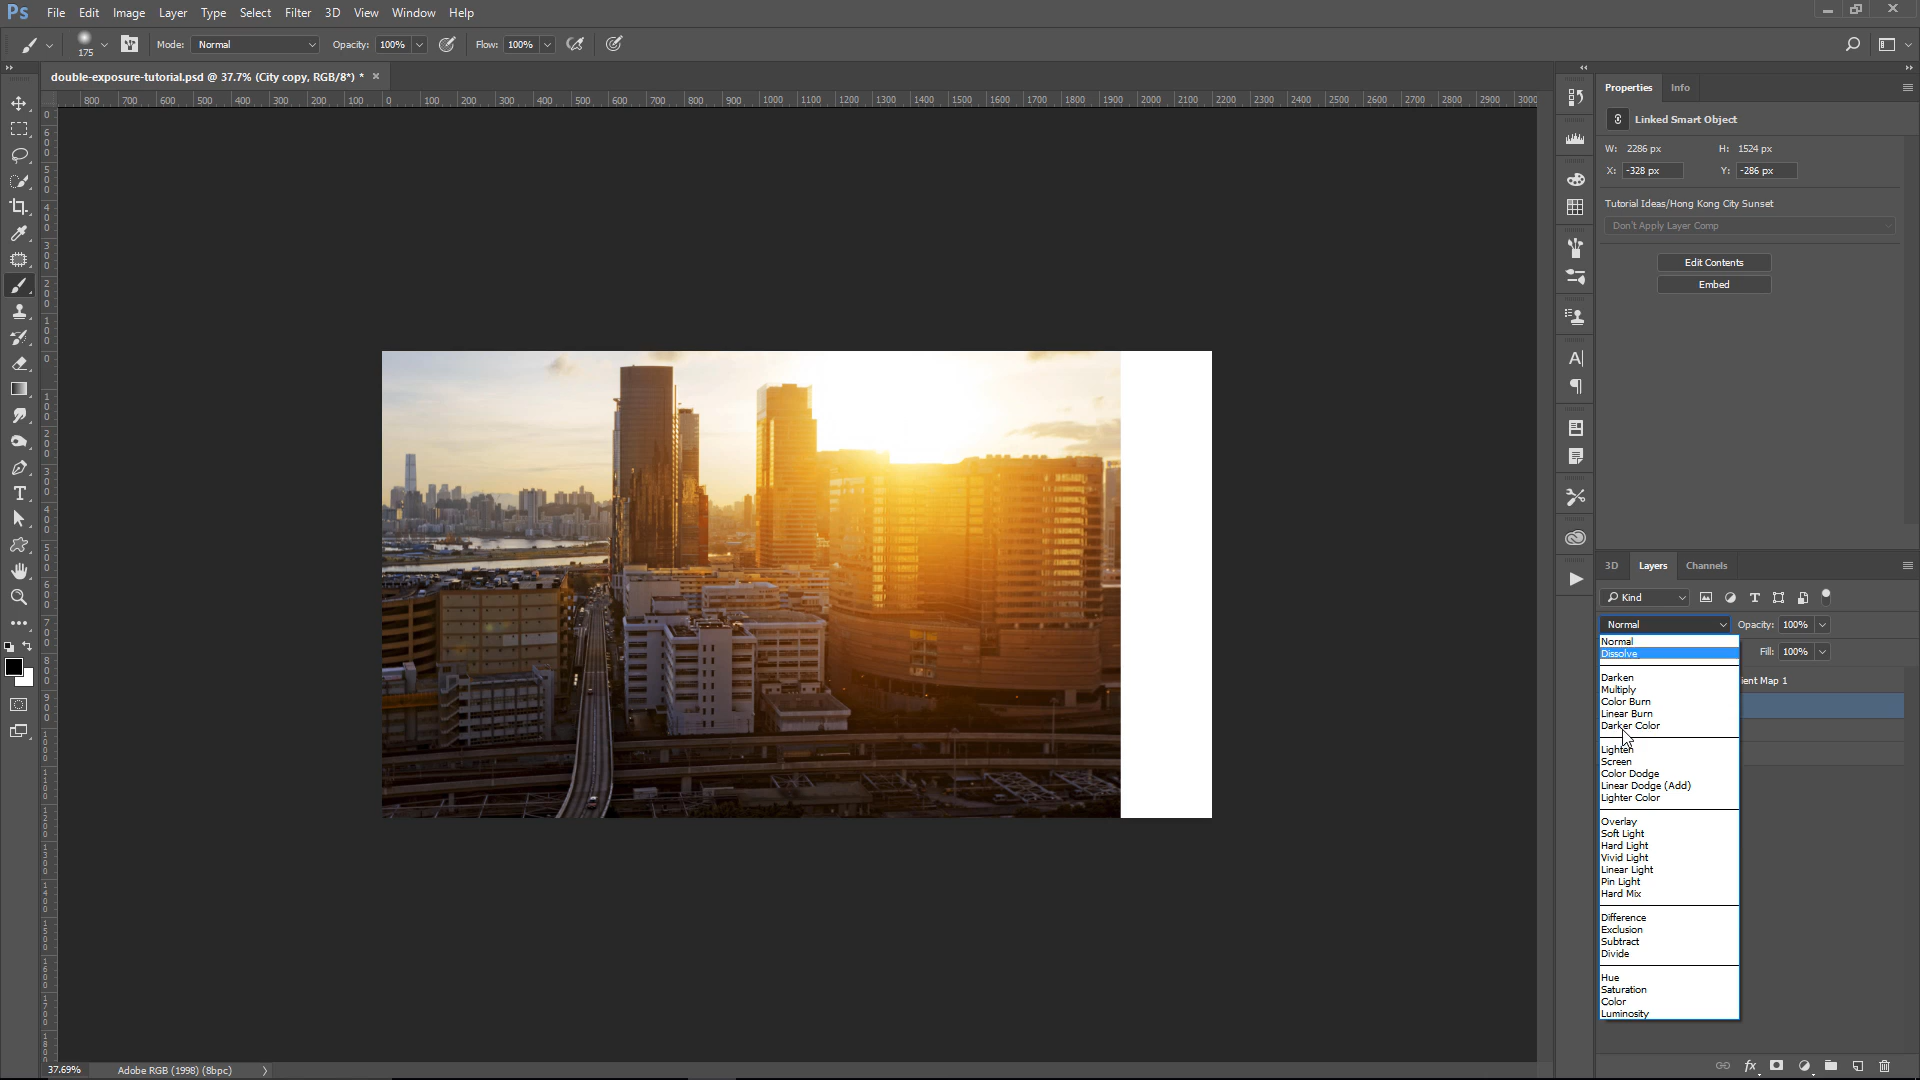 Ps File Edit Image Layer Type Select Filter 3D View Window Help
175 Mode: Normal Opacity: 100% Flow: 100%
double-exposure-tutorial.psd @ 37.7% (City copy, RGB/8*) * ×
800 700 600 500 400 300 200 100 0 100 200 300 400 500 600 700 800 900 1000 1100 1200 1300 1400 1500 1600 1700 1800 1900 2000 2100 2200 2300 2400 2500 2600 2700 2800 2900 3000
Properties Info
Linked Smart Object
W: 2286 px H: 1524 px
X: -328 px Y: -286 px
Tutorial Ideas/Hong Kong City Sunset
Don't Apply Layer Comp
Edit Contents
Embed
3D Layers Channels
Kind
Normal Opacity: 100%
Fill: 100%
ient Map 1
Normal
Dissolve
Darken
Multiply
Color Burn
Linear Burn
Darker Color
Lighten
Screen
Color Dodge
Linear Dodge (Add)
Lighter Color
Overlay
Soft Light
Hard Light
Vivid Light
Linear Light
Pin Light
Hard Mix
Difference
Exclusion
Subtract
Divide
Hue
Saturation
Color
Luminosity
37.69% Adobe RGB (1998) (8bpc)